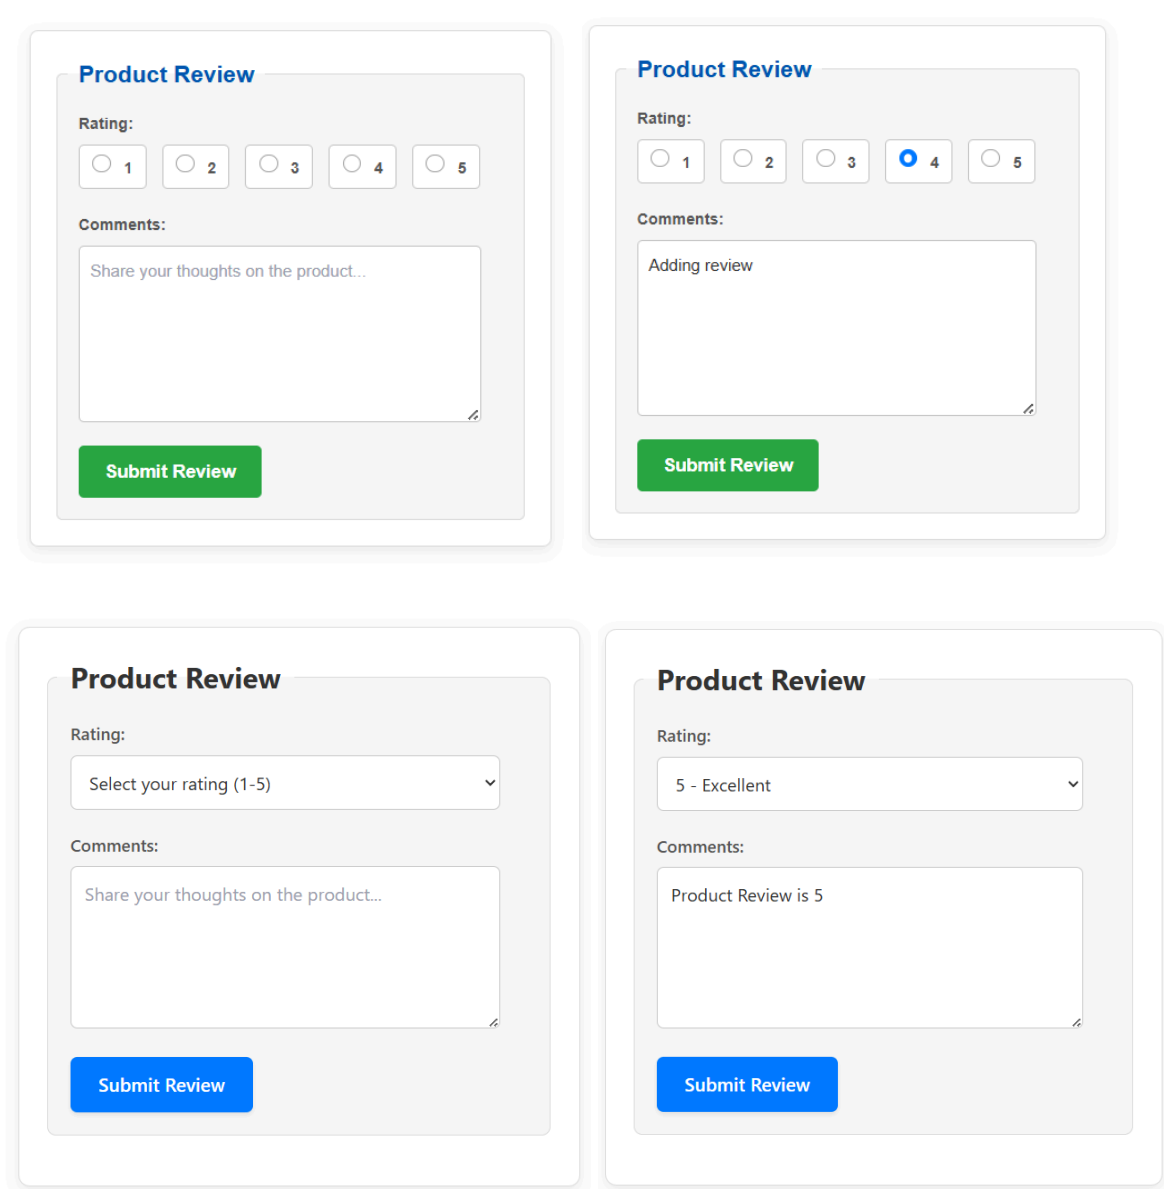 Product Review
Rating:
1 2 3 4 5
Comments:
Share your thoughts on the product...
Submit Review
Product Review
Rating:
1 2 3 4 5
Comments:
Adding review
Submit Review
Product Review
Rating:
Select your rating (1-5)
Comments:
Share your thoughts on the product...
Submit Review
Product Review
Rating:
5 - Excellent
Comments:
Product Review is 5
Submit Review